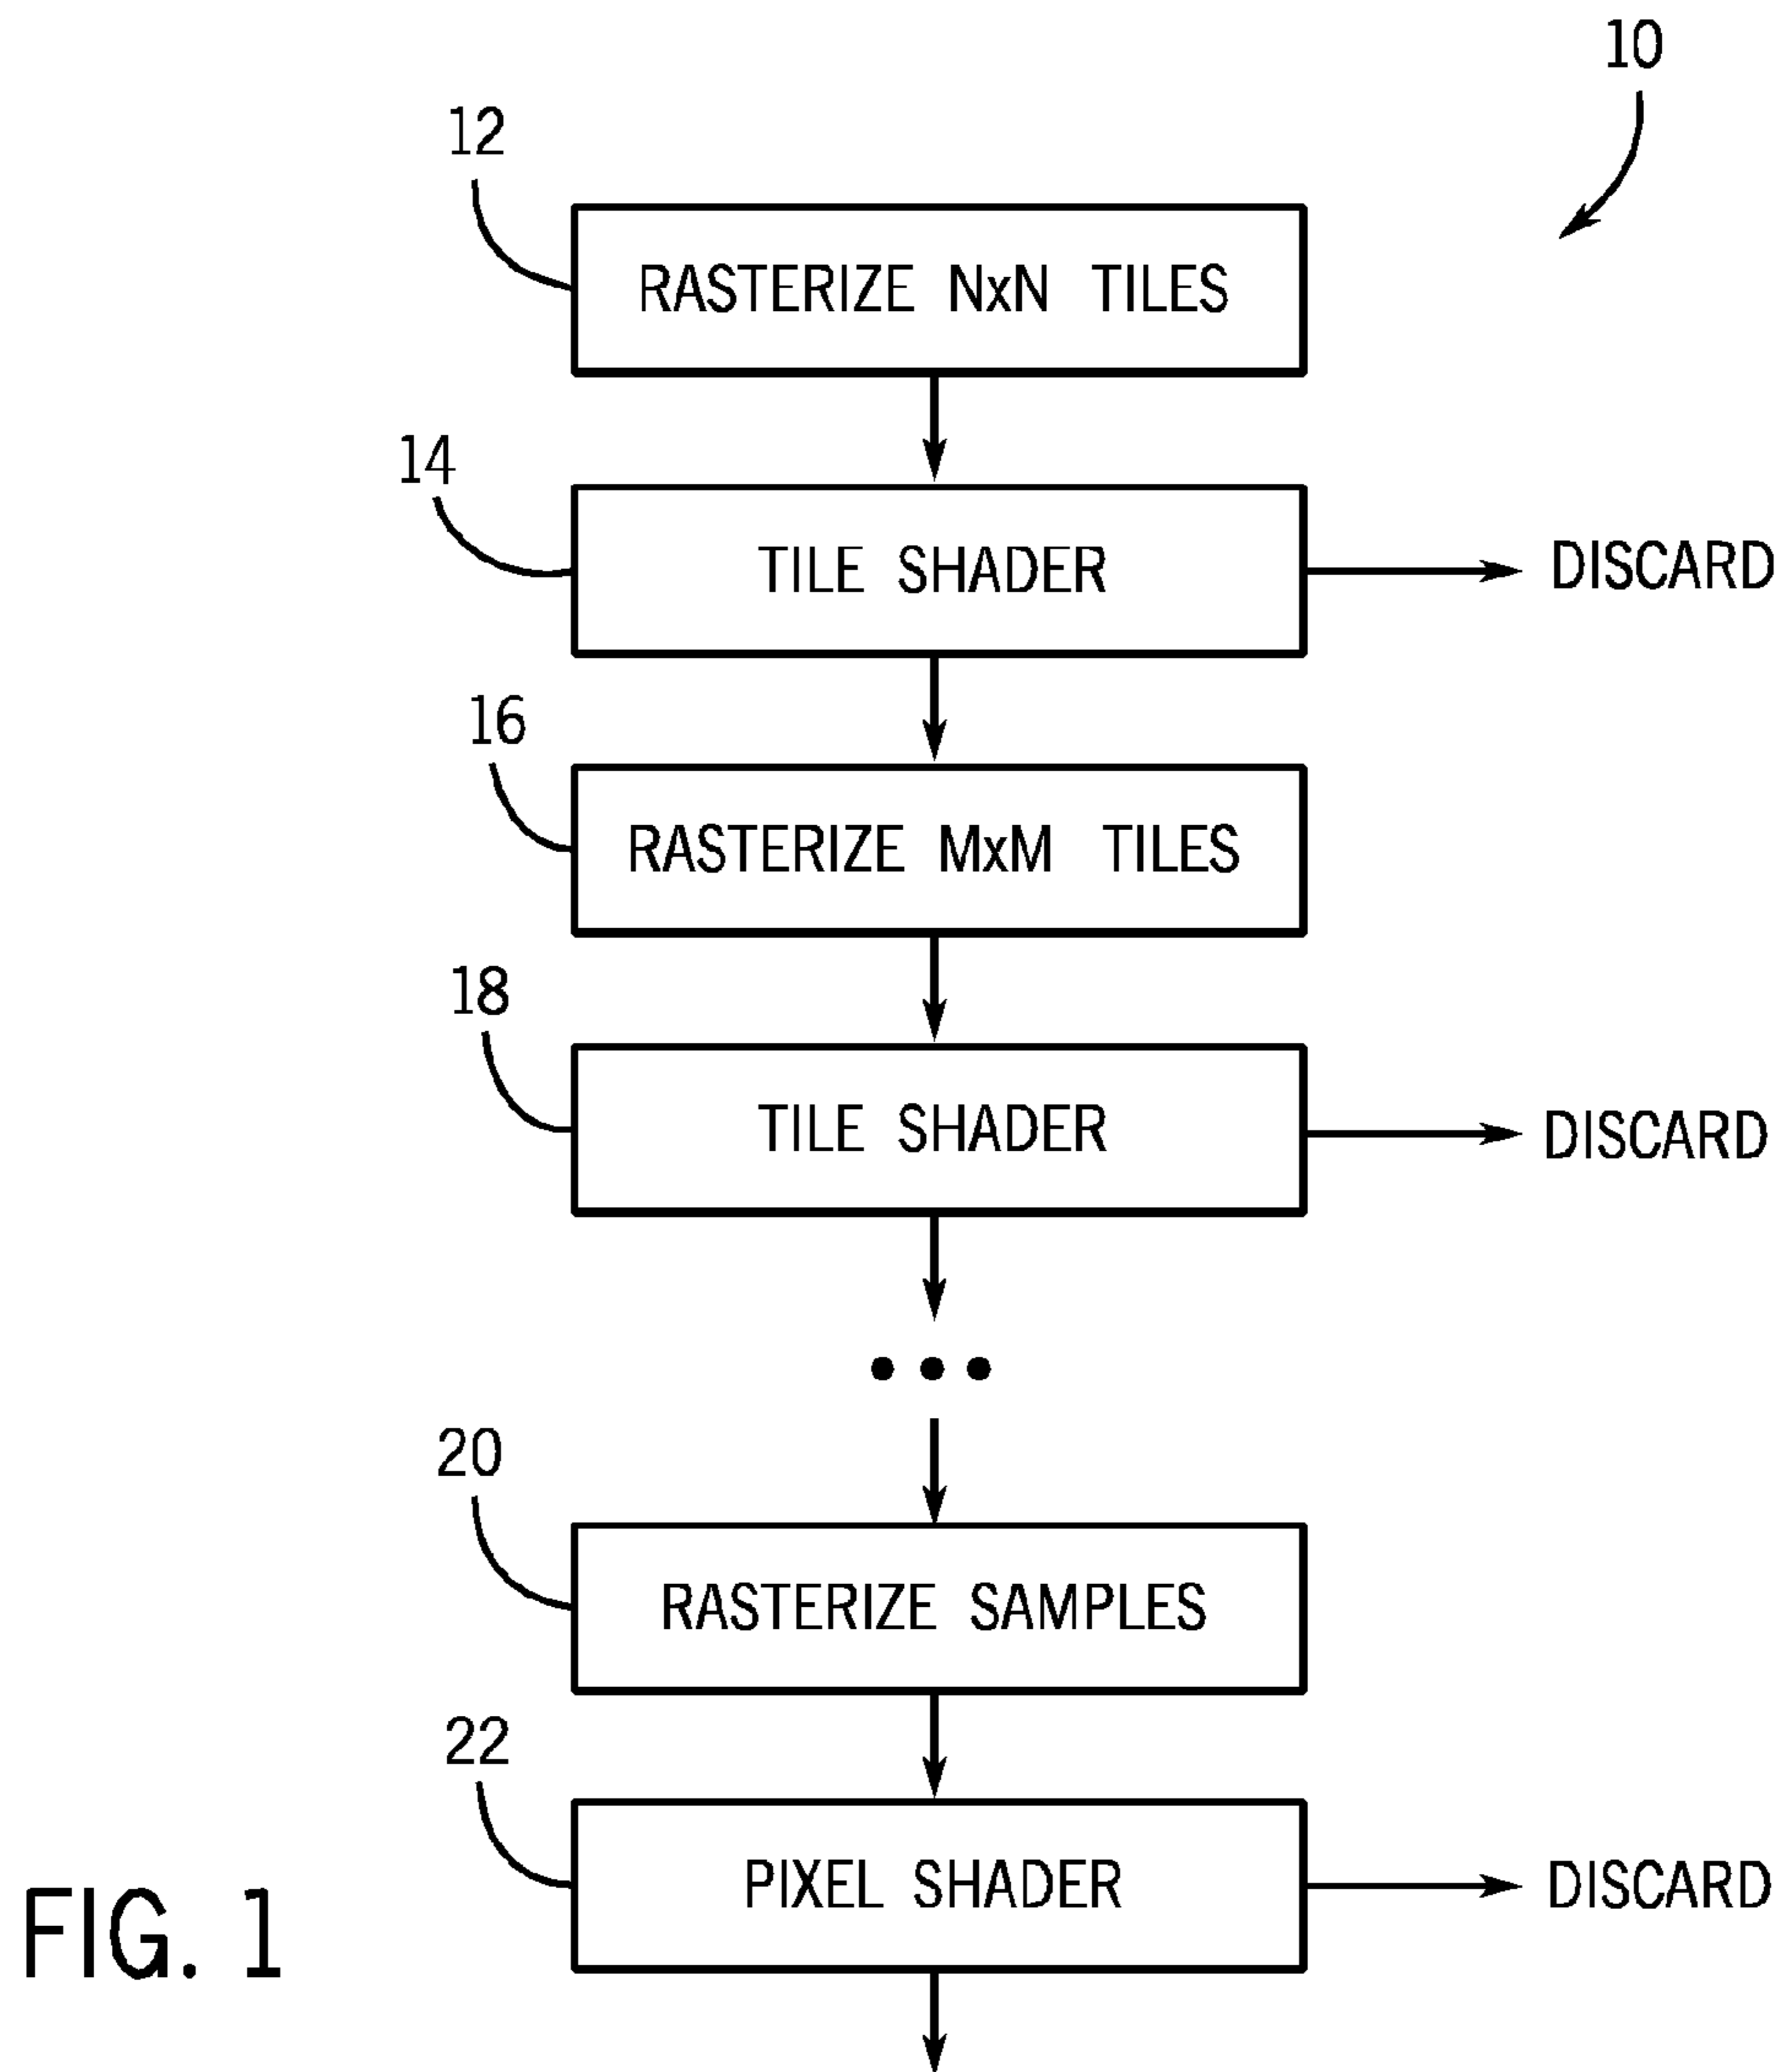 10
12
RASTERIZE NxN TILES
14
TILE SHADER
DISCARD
16
RASTERIZE MxM TILES
18
TILE SHADER
DISCARD
•••
20
RASTERIZE SAMPLES
22
PIXEL SHADER
DISCARD
FIG. 1